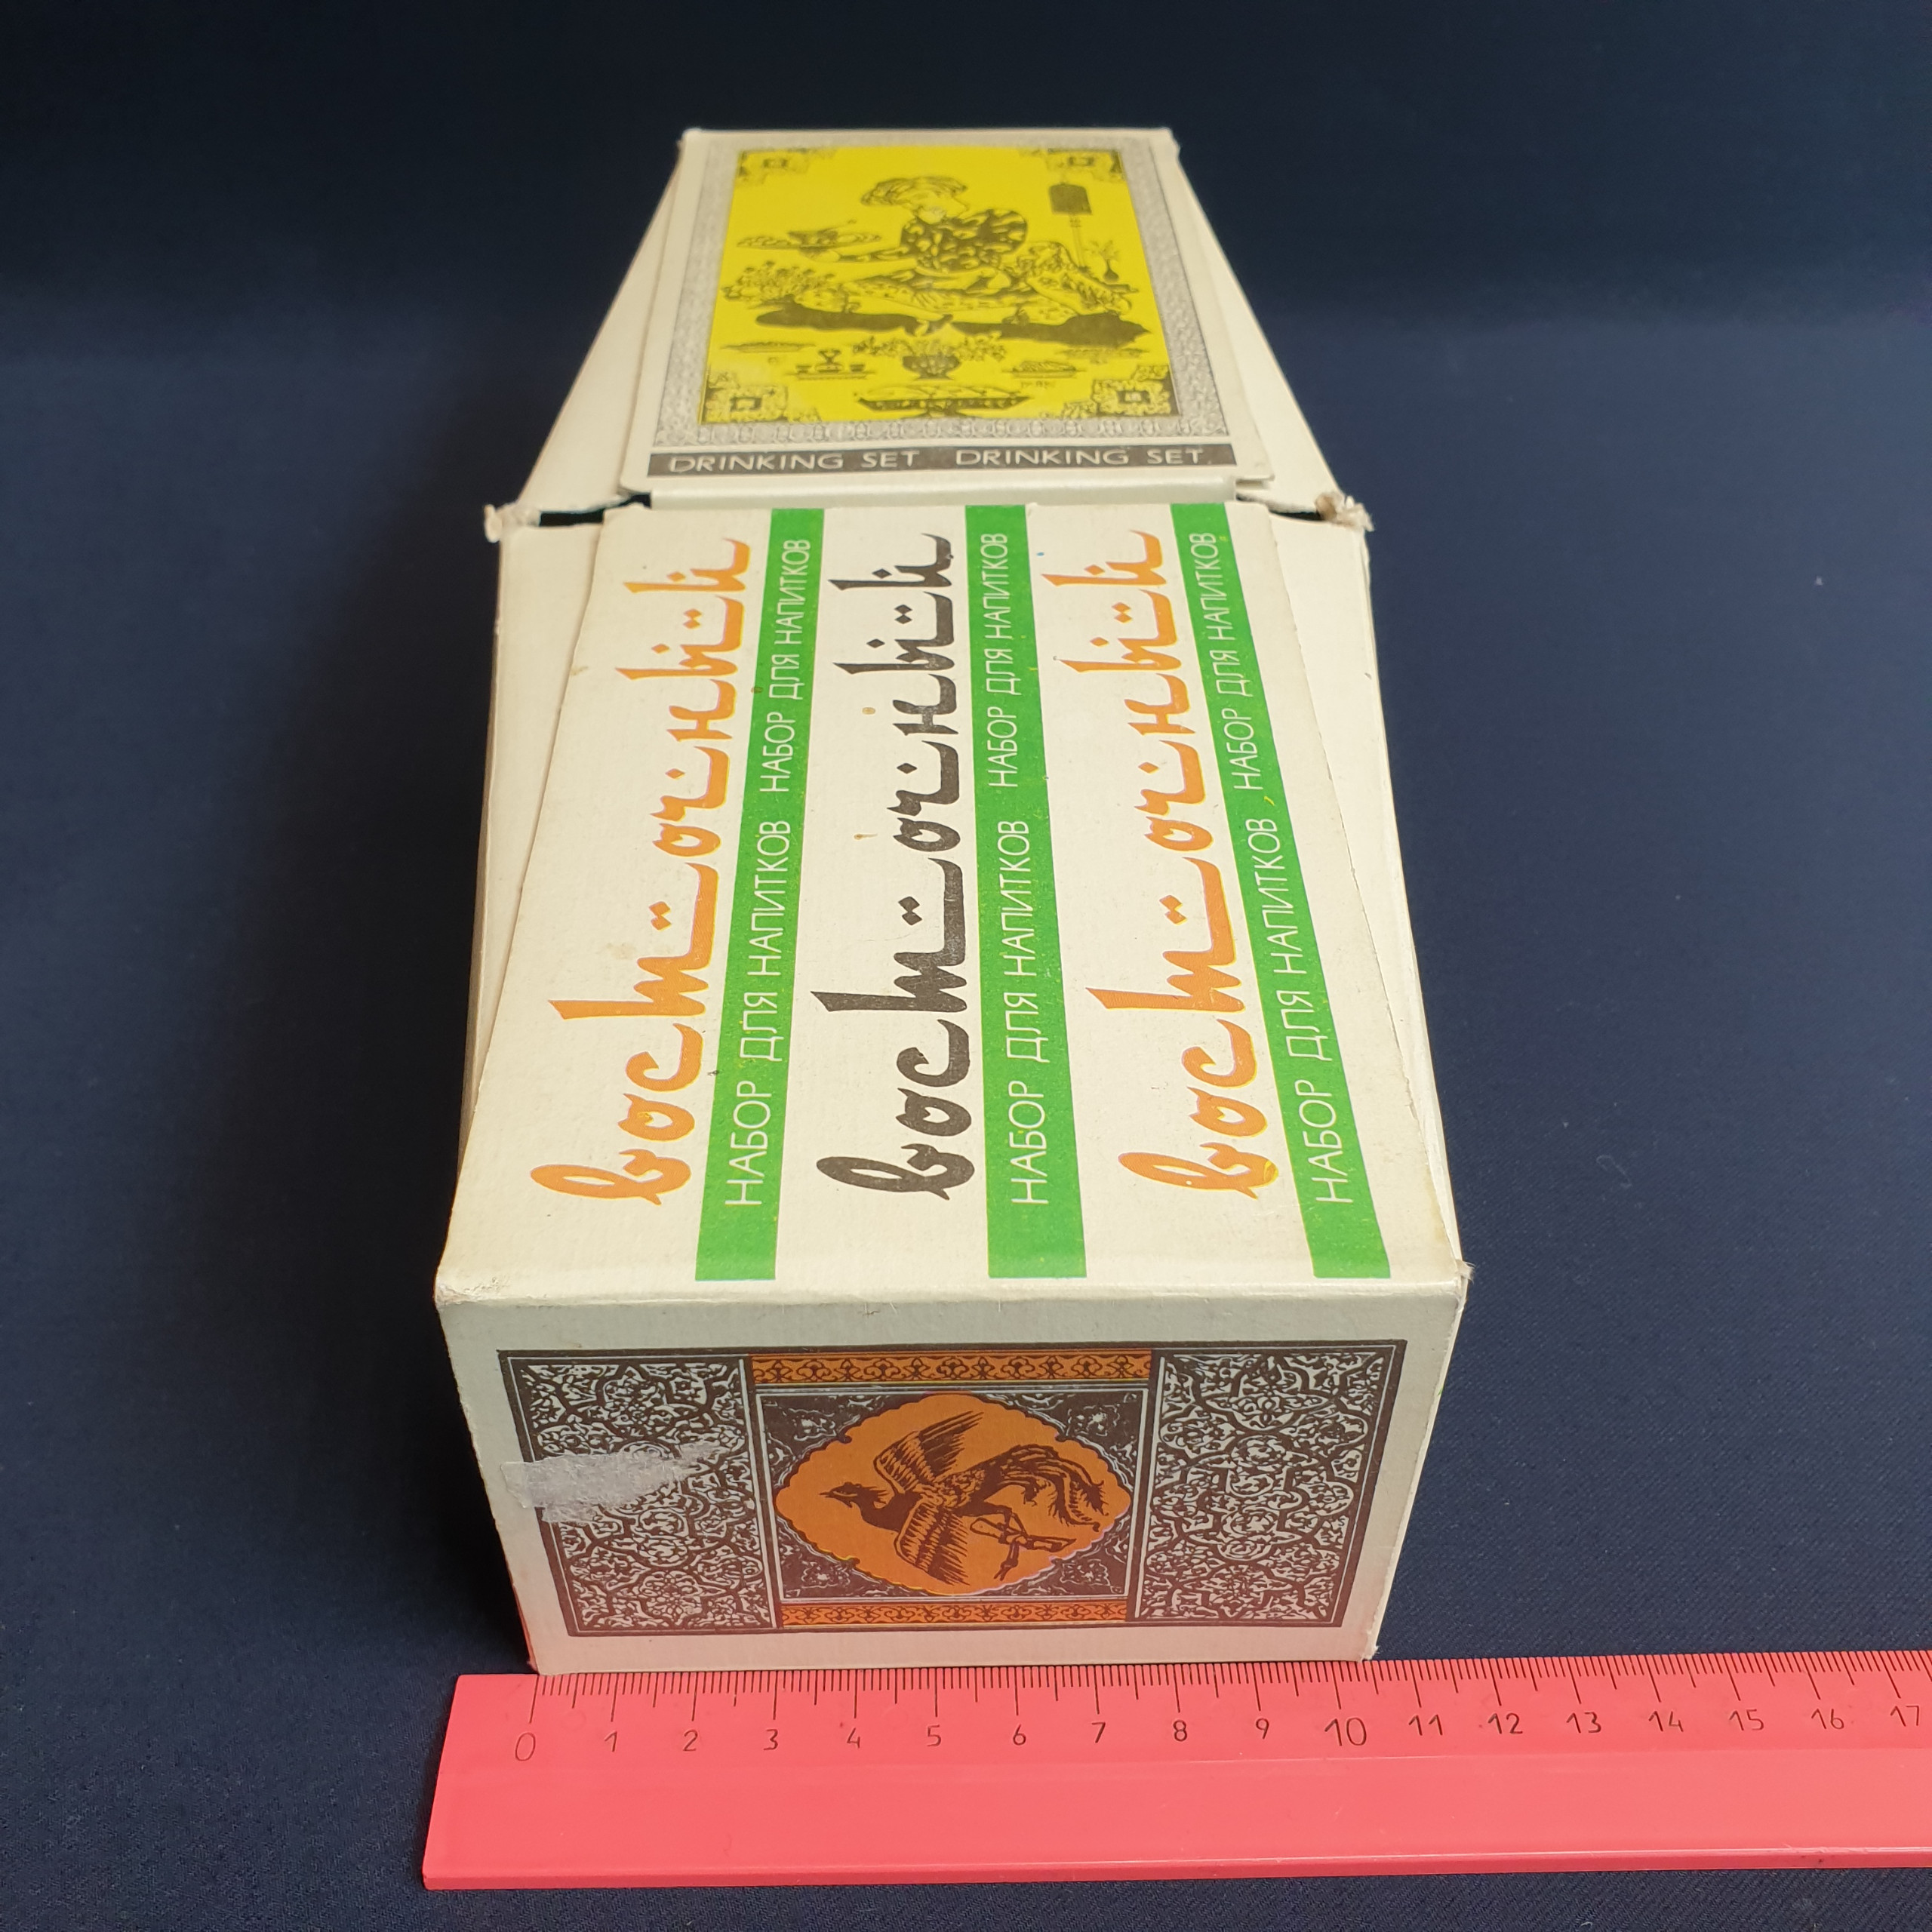 DRINKING SET DRINKING SET
восточный
НАБОР ДЛЯ НАПИТКОВ НАБОР ДЛЯ НАПИТКОВ
восточный
НАБОР ДЛЯ НАПИТКОВ НАБОР ДЛЯ НАПИТКОВ
восточный
НАБОР ДЛЯ НАПИТКОВ НАБОР ДЛЯ НАПИТКОВ
0 1 2 3 4 5 6 7 8 9 10 11 12 13 14 15 16 17